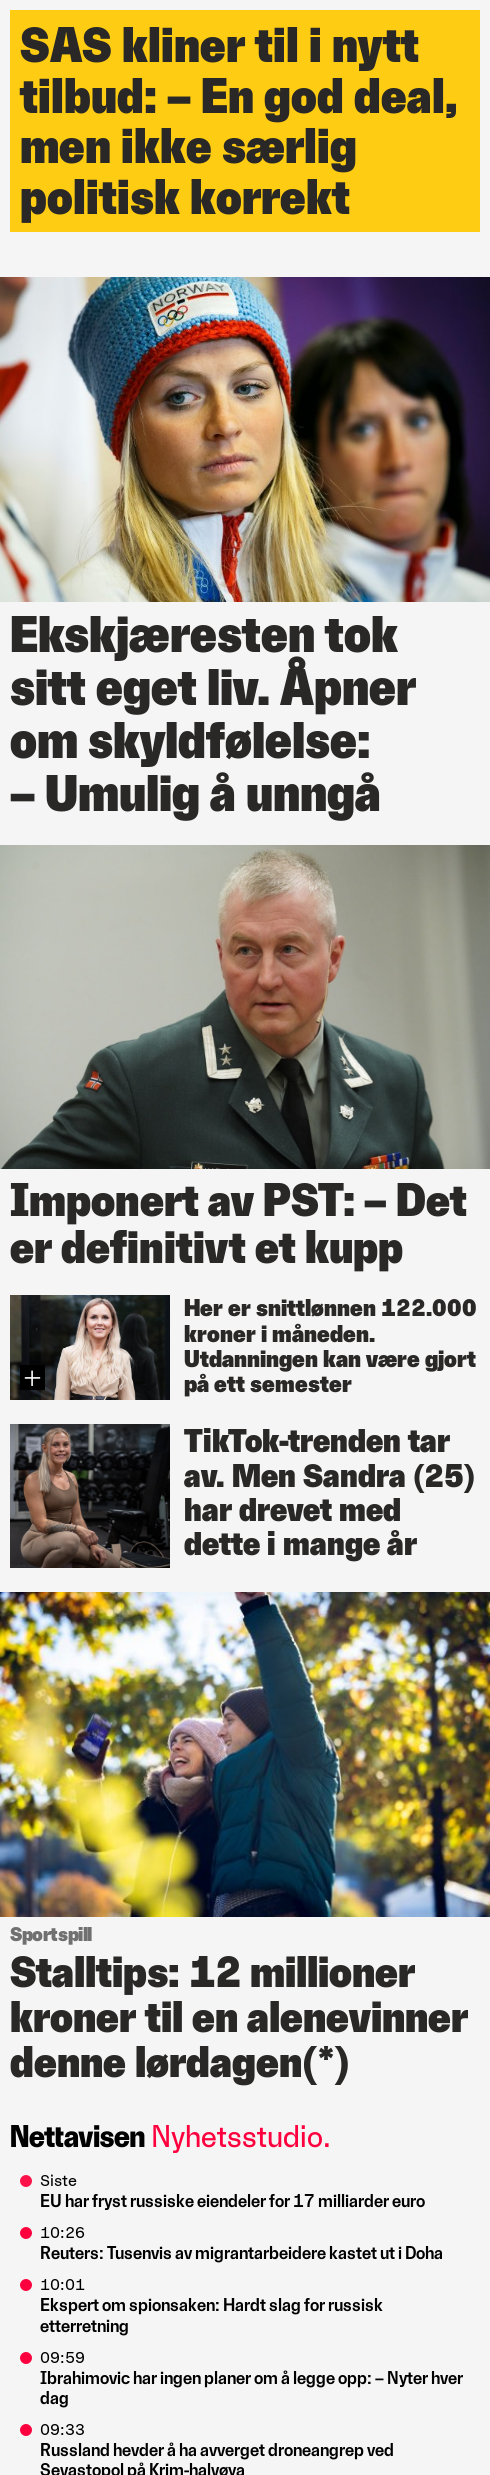 SAS kliner til i nytt
tilbud: – En god deal,
men ikke særlig
politisk korrekt
NORWAY
Ekskjæresten tok
sitt eget liv. Åpner
om skyldfølelse:
– Umulig å unngå
Imponert av PST: – Det
er definitivt et kupp
Her er snittlønnen 122.000
kroner i måneden.
Utdanningen kan være gjort
på ett semester
TikTok-trenden tar
av. Men Sandra (25)
har drevet med
dette i mange år
Sportspill
Stalltips: 12 millioner
kroner til en alenevinner
denne lørdagen(*)
Nettavisen Nyhetsstudio.
Siste
EU har fryst russiske eiendeler for 17 milliarder euro
10:26
Reuters: Tusenvis av migrantarbeidere kastet ut i Doha
10:01
Ekspert om spionsaken: Hardt slag for russisk
etterretning
09:59
Ibrahimovic har ingen planer om å legge opp: – Nyter hver
dag
09:33
Russland hevder å ha avverget droneangrep ved
Sevastopol på Krim-halvøya